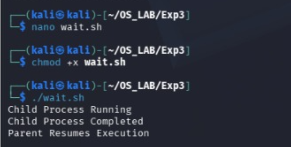 ┌──(kali㉿kali)-[~/OS_LAB/Exp3]
└─$ nano wait.sh
┌──(kali㉿kali)-[~/OS_LAB/Exp3]
└─$ chmod +x wait.sh
┌──(kali㉿kali)-[~/OS_LAB/Exp3]
└─$ ./wait.sh
Child Process Running
Child Process Completed
Parent Resumes Execution